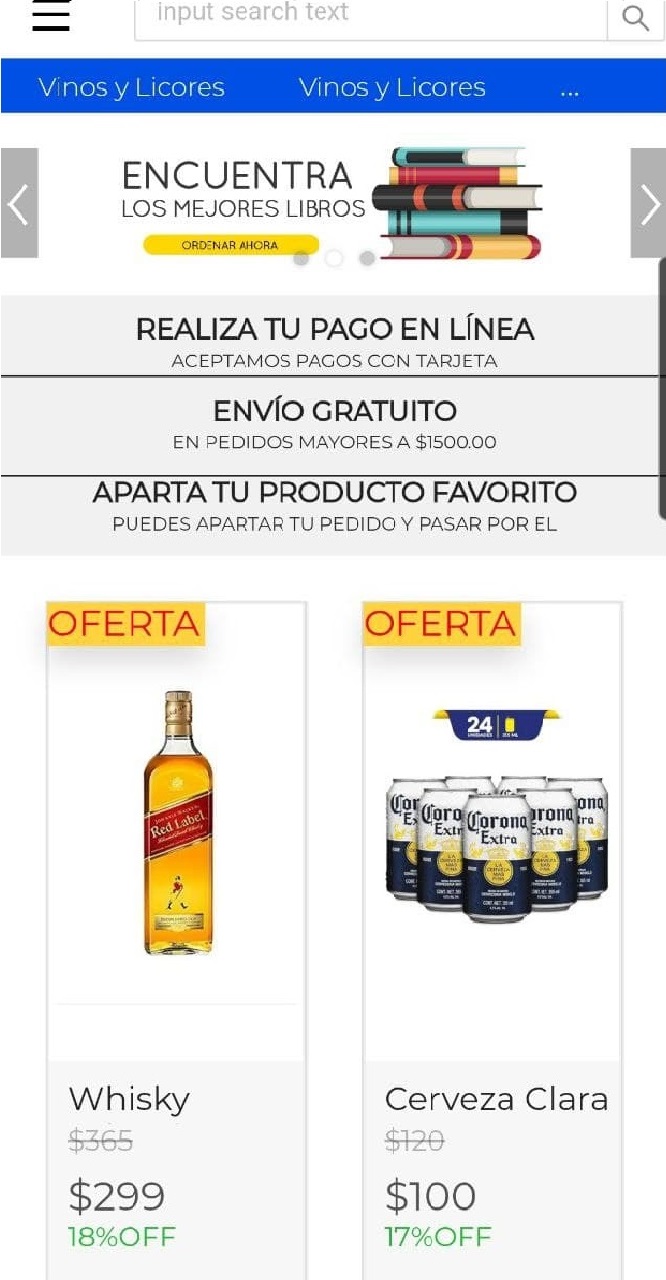 input search text
Vinos y Licores Vinos y Licores ...
ENCUENTRA
LOS MEJORES LIBROS
ORDENAR AHORA
REALIZA TU PAGO EN LÍNEA
ACEPTAMOS PAGOS CON TARJETA
ENVÍO GRATUITO
EN PEDIDOS MAYORES A $1500.00
APARTA TU PRODUCTO FAVORITO
PUEDES APARTAR TU PEDIDO Y PASAR POR EL
OFERTA OFERTA
24
UNIDADES
Red Label
Corona
Extra
Whisky Cerveza Clara
$365 $120
$299 $100
18%OFF 17%OFF